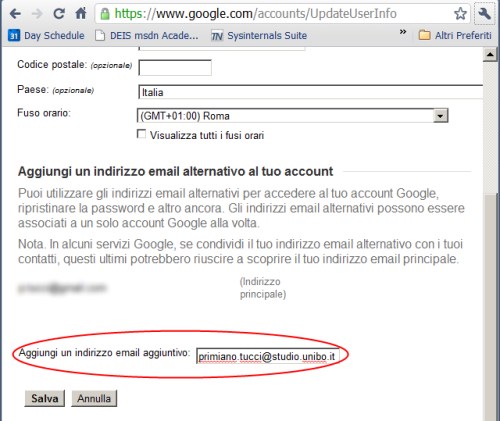 https://www.google.com/accounts/UpdateUserInfo
31 Day Schedule DEIS msdn Acade... TN Sysinternals Suite » Altri Preferiti
Codice postale: (opzionale)
Paese: (opzionale) Italia
Fuso orario: (GMT+01:00) Roma
Visualizza tutti i fusi orari
Aggiungi un indirizzo email alternativo al tuo account
Puoi utilizzare gli indirizzi email alternativi per accedere al tuo account Google,
ripristinare la password e altro ancora. Gli indirizzi email alternativi possono essere
associati a un solo account Google alla volta.
Nota. In alcuni servizi Google, se condividi il tuo indirizzo email alternativo con i tuoi
contatti, questi ultimi potrebbero riuscire a scoprire il tuo indirizzo email principale.
(Indirizzo
principale)
Aggiungi un indirizzo email aggiuntivo: primiano.tucci@studio.unibo.it
Salva Annulla